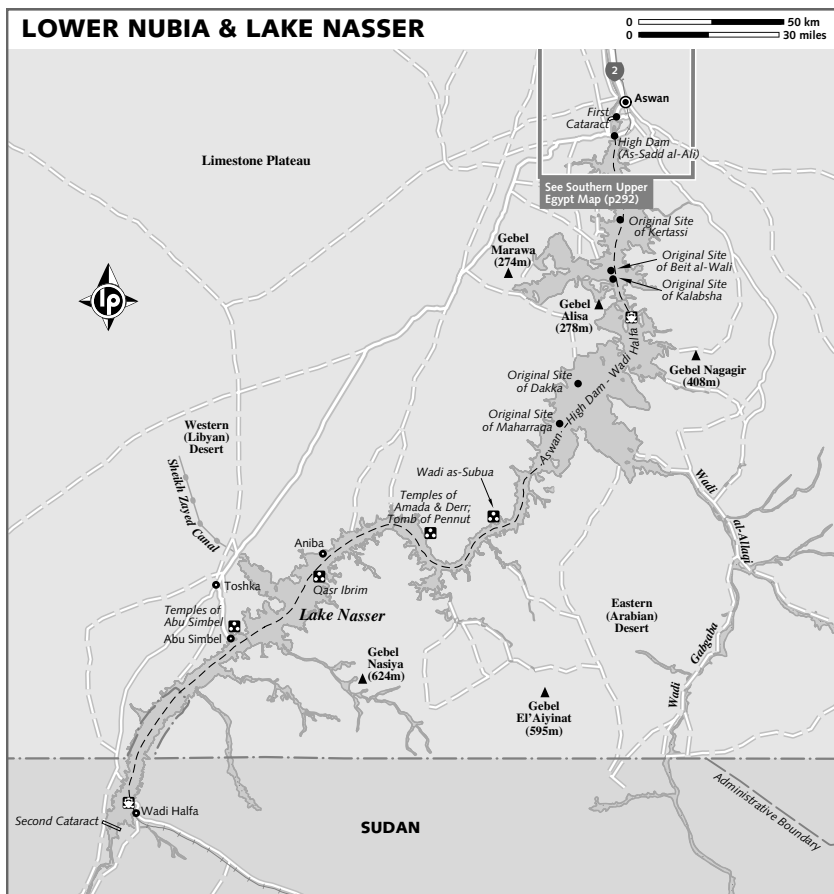 LOWER NUBIA & LAKE NASSER
0 50 km
0 30 miles
2
Aswan
First
Cataract
High Dam
(As-Sadd al-Ali)
Limestone Plateau
See Southern Upper
Egypt Map (p292)
Original Site
of Kertassi
Gebel
Marawa
(274m)
Original Site
of Beit al-Wali
Original Site
of Kalabsha
lp
Gebel
Alisa
(278m)
Gebel Nagagir
(408m)
Original Site
of Dakka
Aswan - High Dam - Wadi Halfa
Original Site
of Maharraqa
Western
(Libyan)
Desert
Sheikh Zayed Canal
Wadi as-Subua
Wadi
al-Allaqi
Temples of
Amada & Derr;
Tomb of Pennut
Aniba
Toshka
Qasr Ibrim
Temples of
Abu Simbel
Lake Nasser
Abu Simbel
Eastern
(Arabian)
Desert
Wadi
Gabgaba
Gebel
Nasiya
(624m)
Gebel
El'Aiyinat
(595m)
Wadi Halfa
Second Cataract
SUDAN
Administrative Boundary